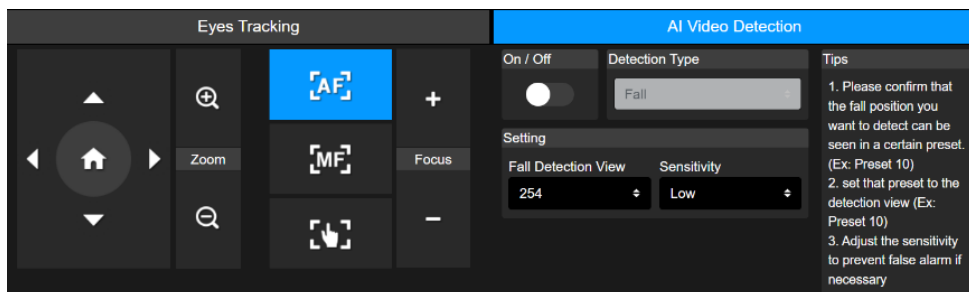 Eyes Tracking
AI Video Detection
Zoom
AF
MF
+
Focus
−
On / Off
Detection Type
Fall
Setting
Fall Detection View
Sensitivity
254
Low
Tips
1. Please confirm that
the fall position you
want to detect can be
seen in a certain preset.
(Ex: Preset 10)
2. set that preset to the
detection view (Ex:
Preset 10)
3. Adjust the sensitivity
to prevent false alarm if
necessary